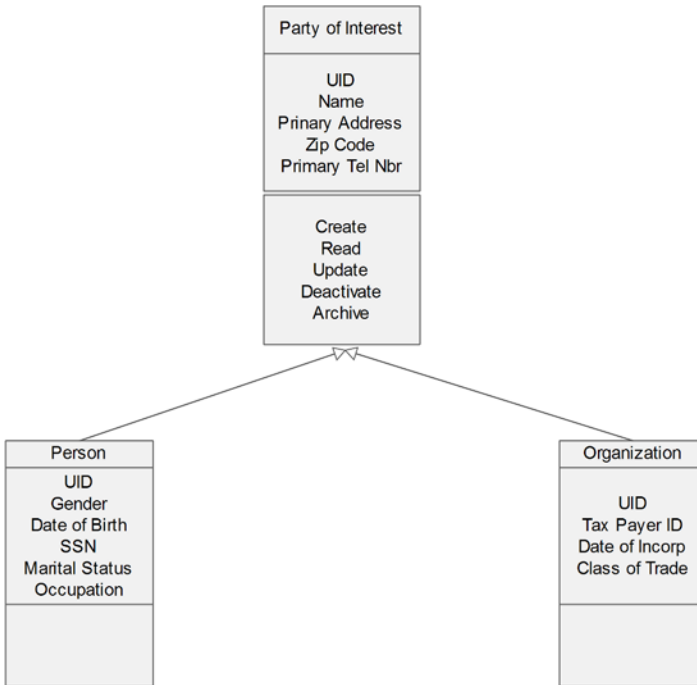 Party of Interest
UID
Name
Prinary Address
Zip Code
Primary Tel Nbr
Create
Read
Update
Deactivate
Archive
Person
UID
Gender
Date of Birth
SSN
Marital Status
Occupation
Organization
UID
Tax Payer ID
Date of Incorp
Class of Trade